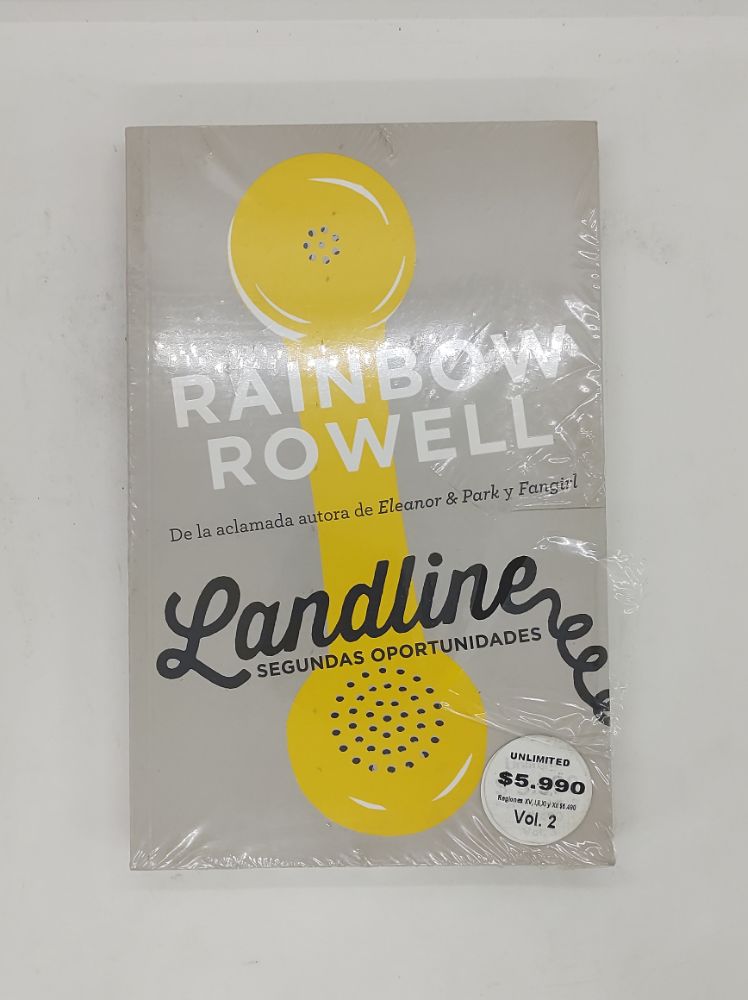 RAINBOW
ROWELL
De la aclamada autora de Eleanor & Park y Fangirl
Landline
SEGUNDAS OPORTUNIDADES
UNLIMITED
$5.990
Vol. 2